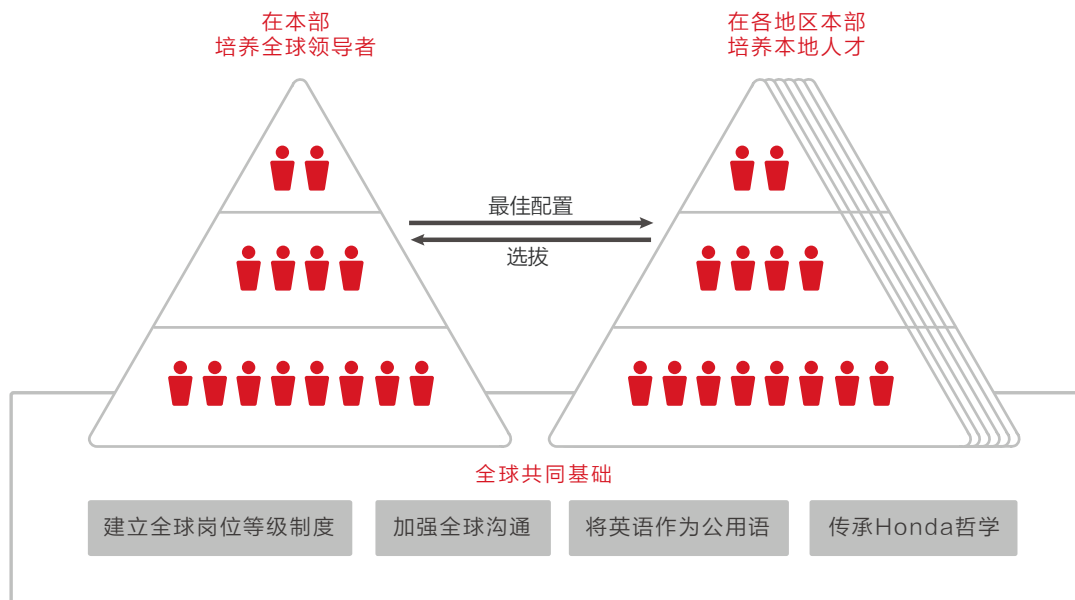 在本部
培养全球领导者
在各地区本部
培养本地人才
最佳配置
选拔
全球共同基础
建立全球岗位等级制度
加强全球沟通
将英语作为公用语
传承Honda哲学